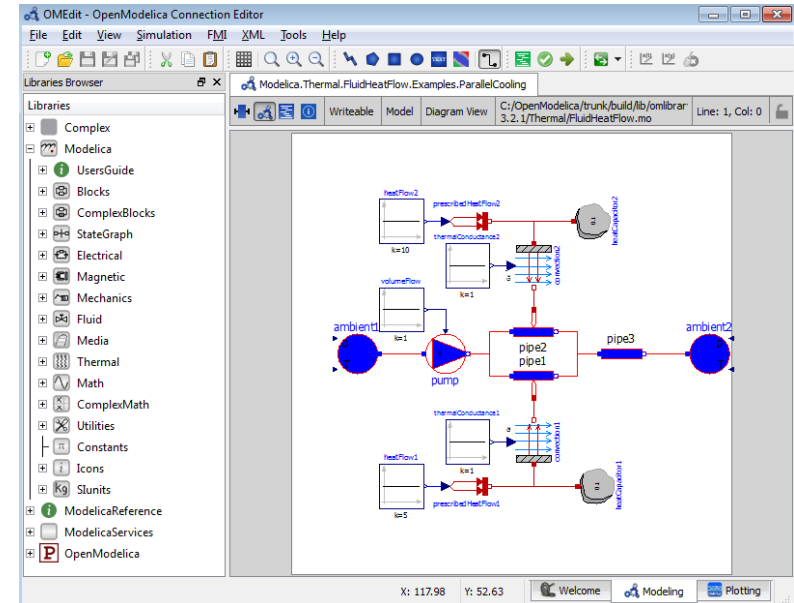 OMEdit - OpenModelica Connection Editor
File Edit View Simulation FMI XML Tools Help
Libraries Browser
Modelica.Thermal.FluidHeatFlow.Examples.ParallelCooling
Libraries
Writeable Model Diagram View C:/OpenModelica/trunk/build/lib/omlibrar Line: 1, Col: 0
3.2.1/Thermal/FluidHeatFlow.mo
Complex
Modelica
UsersGuide
Blocks
ComplexBlocks
StateGraph
Electrical
Magnetic
Mechanics
Fluid
Media
Thermal
Math
ComplexMath
Utilities
Constants
Icons
SIunits
ModelicaReference
ModelicaServices
OpenModelica
heatFlow2
k=10
prescribedHeatFlow2
heatCapacitor2
thermalConductance2
k=1
convection2
volumeFlow
k=1
ambient1
pump
pipe2
pipe1
pipe3
ambient2
thermalConductance1
k=1
convection1
heatFlow1
k=5
prescribedHeatFlow1
heatCapacitor1
X: 117.98 Y: 52.63 Welcome Modeling Plotting